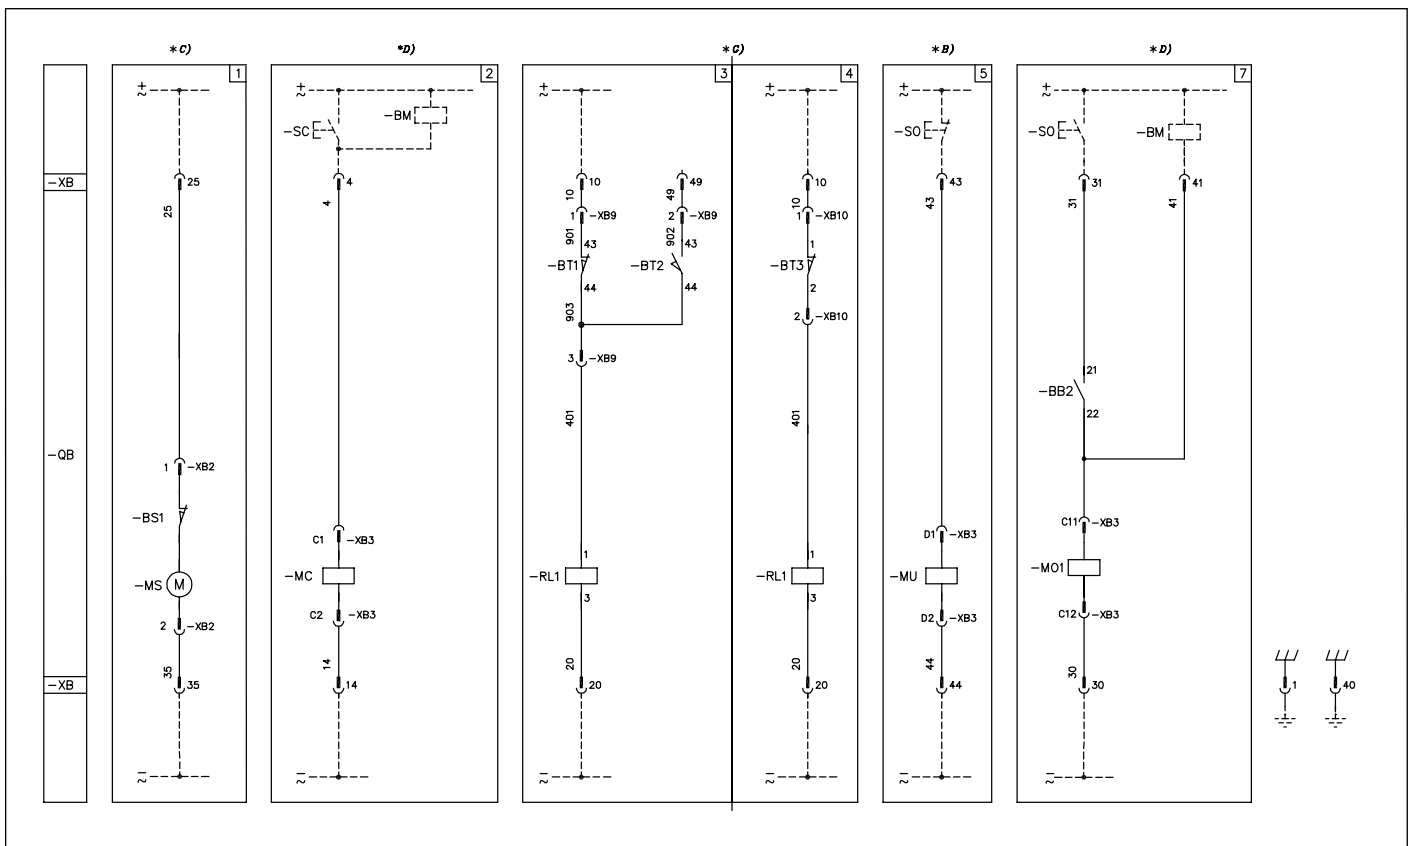 *C)
*D)
*G)
*B)
*D)
1
2
3
4
5
7
+
~
+
~
+
~
+
~
+
~
+
~
-BM
-SC
-SO
-SO
-BM
-XB
25
4
10
49
10
43
31
41
25
4
10
49
10
43
31
41
1 -XB9
2 -XB9
1 -XB10
901
43
902
43
1
-BT1
-BT2
-BT3
44
44
2
903
2 -XB10
3 -XB9
21
-BB2
22
401
401
-QB
1 -XB2
-BS1
C1 -XB3
D1 -XB3
C11 -XB3
1
1
-MS M
-MC
-RL1
-RL1
-MU
-MO1
3
3
2 -XB2
C2 -XB3
D2 -XB3
C12 -XB3
35
14
20
20
44
30
-XB
35
14
20
20
44
30
1
40
-
~
-
~
-
~
-
~
-
~
-
~